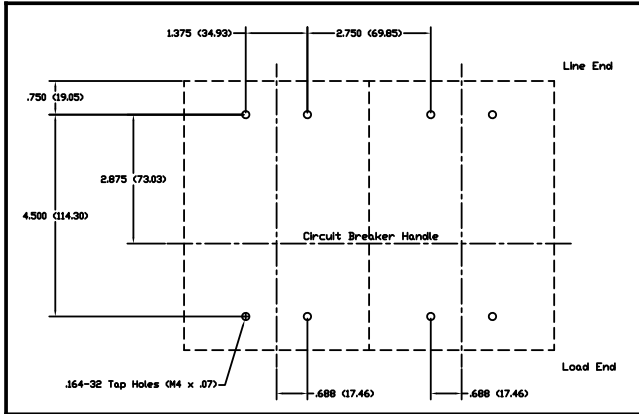 1.375 (34.93)
2.750 (69.85)
Line End
.750 (19.05)
2.875 (73.03)
4.500 (114.30)
Circuit Breaker Handle
Load End
.164-32 Tap Holes (M4 x .07)
.688 (17.46)
.688 (17.46)